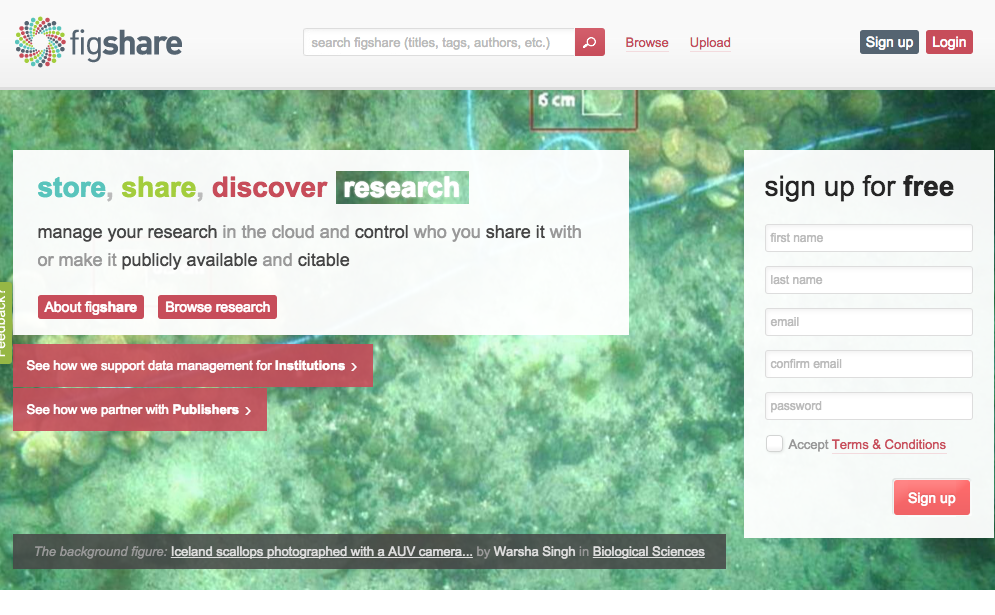 figshare
search figshare (titles, tags, authors, etc.)
Browse
Upload
Sign up
Login
6 cm
store, share, discover research
manage your research in the cloud and control who you share it with
or make it publicly available and citable
About figshare
Browse research
Feedback?
See how we support data management for Institutions >
See how we partner with Publishers >
sign up for free
first name
last name
email
confirm email
password
Accept Terms & Conditions
Sign up
The background figure: Iceland scallops photographed with a AUV camera... by Warsha Singh in Biological Sciences